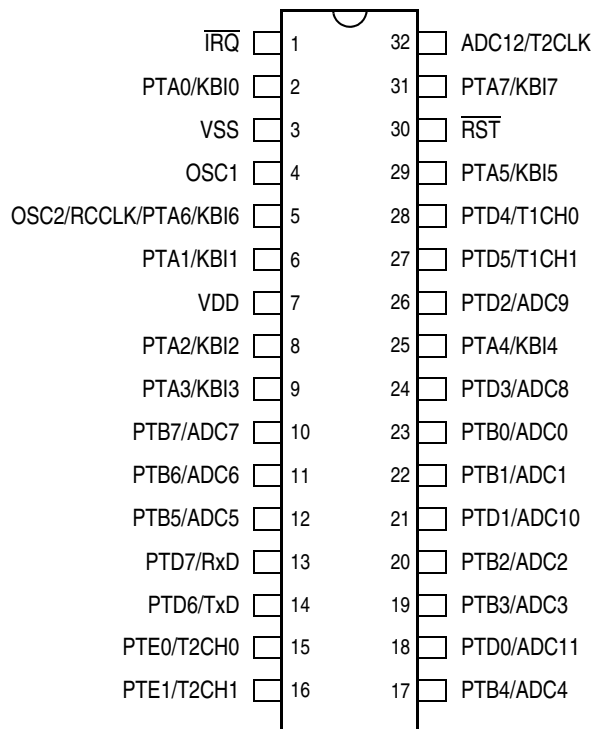 IRQ 1 32 ADC12/T2CLK
PTA0/KBI0 2 31 PTA7/KBI7
VSS 3 30 RST
OSC1 4 29 PTA5/KBI5
OSC2/RCCLK/PTA6/KBI6 5 28 PTD4/T1CH0
PTA1/KBI1 6 27 PTD5/T1CH1
VDD 7 26 PTD2/ADC9
PTA2/KBI2 8 25 PTA4/KBI4
PTA3/KBI3 9 24 PTD3/ADC8
PTB7/ADC7 10 23 PTB0/ADC0
PTB6/ADC6 11 22 PTB1/ADC1
PTB5/ADC5 12 21 PTD1/ADC10
PTD7/RxD 13 20 PTB2/ADC2
PTD6/TxD 14 19 PTB3/ADC3
PTE0/T2CH0 15 18 PTD0/ADC11
PTE1/T2CH1 16 17 PTB4/ADC4